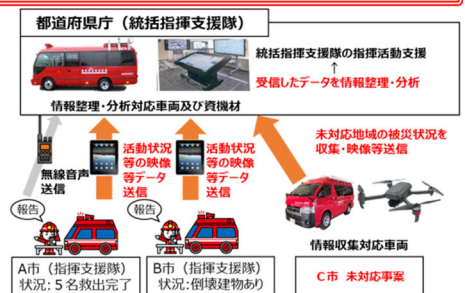 都道府県庁（統括指揮支援隊）
統括指揮支援隊の指揮活動支援
↑
受信したデータを情報整理・分析
情報整理・分析対応車両及び資機材
無線音声
送信
活動状況
等の映像
等データ
送信
活動状況
等の映像
等データ
送信
未対応地域の被災状況を
収集・映像等送信
報告
報告
情報収集対応車両
A市（指揮支援隊）
状況：５名救出完了
B市（指揮支援隊）
状況：倒壊建物あり
C市 未対応事案